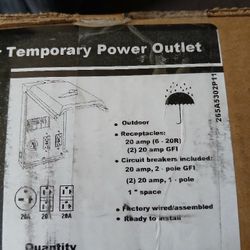 Temporary Power Outlet
• Outdoor
• Receptacles:
20 amp (6 - 20R)
(2) 20 amp GFI
• Circuit breakers included:
20 amp, 2 - pole GFI
(2) 20 amp, 1 - pole
1 " space
• Factory wired/assembled
• Ready to install
20A 20 20A
265A5302P11
Quantity